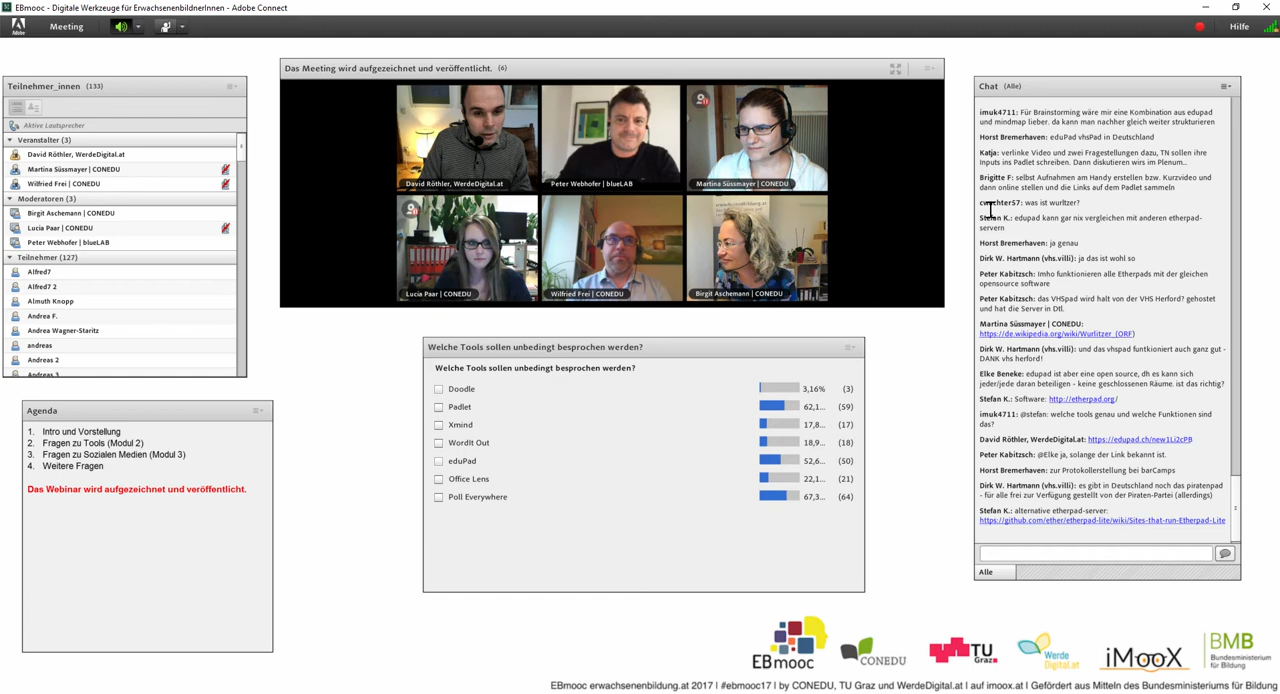 EBmooc - Digitale Werkzeuge für ErwachsenenbildnerInnen - Adobe Connect
Adobe
Meeting
Hilfe
Teilnehmer_innen (133)
Aktive Lautsprecher
Veranstalter (3)
David Röthler, WerdeDigital.at
Martina Süssmayer | CONEDU
Wilfried Frei | CONEDU
Moderatoren (3)
Birgit Aschemann | CONEDU
Lucia Paar | CONEDU
Peter Webhofer | blueLAB
Teilnehmer (127)
Alfred7
Alfred7 2
Almuth Knopp
Andrea F.
Andrea Wagner-Staritz
andreas
Andreas 2
Andreas 3
Agenda
1. Intro und Vorstellung
2. Fragen zu Tools (Modul 2)
3. Fragen zu Sozialen Medien (Modul 3)
4. Weitere Fragen
Das Webinar wird aufgezeichnet und veröffentlicht.
Das Meeting wird aufgezeichnet und veröffentlicht. (6)
David Röthler, WerdeDigital.at
Peter Webhofer | blueLAB
Martina Süssmayer | CONEDU
Lucia Paar | CONEDU
Wilfried Frei | CONEDU
Birgit Aschemann | CONEDU
Welche Tools sollen unbedingt besprochen werden?
Welche Tools sollen unbedingt besprochen werden?
Doodle 3,16% (3)
Padlet 62,1... (59)
Xmind 17,8... (17)
WordIt Out 18,9... (18)
eduPad 52,6... (50)
Office Lens 22,1... (21)
Poll Everywhere 67,3... (64)
Chat (Alle)
imuk4711: Für Brainstorming wäre mir eine Kombination aus edupad
und mindmap lieber. da kann man nachher gleich weiter strukturieren
Horst Bremerhaven: eduPad vhsPad in Deutschland
Katja: verlinke Video und zwei Fragestellungen dazu, TN sollen ihre
Inputs ins Padlet schreiben. Dann diskutieren wirs im Plenum...
Brigitte F: selbst Aufnahmen am Handy erstellen bzw. Kurzvideo und
dann online stellen und die Links auf dem Padlet sammeln
was ist wurltzer?
Stefan K.: edupad kann gar nix vergleichen mit anderen etherpad-
servern
Horst Bremerhaven: ja genau
Dirk W. Hartmann (vhs.villi): ja das ist wohl so
Peter Kabitzsch: Imho funktionieren alle Etherpads mit der gleichen
opensource software
Peter Kabitzsch: das VHSpad wird halt von der VHS Herford? gehostet
und hat die Server in Dtl.
Martina Süssmayer | CONEDU:
https://de.wikipedia.org/wiki/Wurlitzer_(ORF)
Dirk W. Hartmann (vhs.villi): und das vhspad funtkioniert auch ganz gut -
DANK vhs herford!
Elke Beneke: edupad ist aber eine open source, dh es kann sich
jeder/jede daran beteiligen - keine geschlossenen Räume. ist das richtig?
Stefan K.: Software: http://etherpad.org/
imuk4711: @stefan: welche tools genau und welche Funktionen sind
das?
David Röthler, WerdeDigital.at: https://edupad.ch/new1Li2cPB
Peter Kabitzsch: @Elke ja, solange der Link bekannt ist.
Horst Bremerhaven: zur Protokollerstellung bei barCamps
Dirk W. Hartmann (vhs.villi): es gibt in Deutschland noch das piratenpad
- für alle frei zur Verfügung gestellt von der Piraten-Partei (allerdings)
Stefan K.: alternative etherpad-server:
https://github.com/ether/etherpad-lite/wiki/Sites-that-run-Etherpad-Lite
Alle
EBmooc
CONEDU
TU Graz
Werde Digital.at
iMooX
BMB
Bundesministerium
für Bildung
EBmooc erwachsenenbildung.at 2017 | #ebmooc17 | by CONEDU, TU Graz und WerdeDigital.at | auf imoox.at | Gefördert aus Mitteln des Bundesministeriums für Bildung